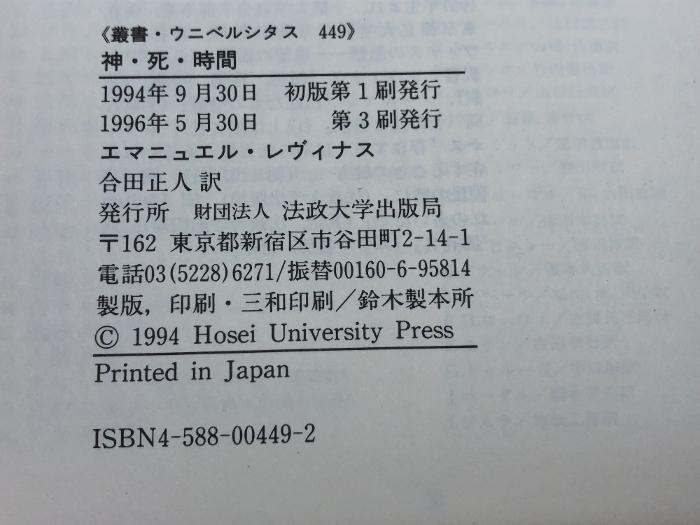 《叢書・ウニベルシタス 449》
神・死・時間
1994年9月30日 初版第1刷発行
1996年5月30日 第3刷発行
エマニュエル・レヴィナス
合田正人 訳
発行所 財団法人 法政大学出版局
〒162 東京都新宿区市谷田町2-14-1
電話03(5228)6271/振替00160-6-95814
製版，印刷・三和印刷／鈴木製本所
© 1994 Hosei University Press
Printed in Japan
ISBN4-588-00449-2